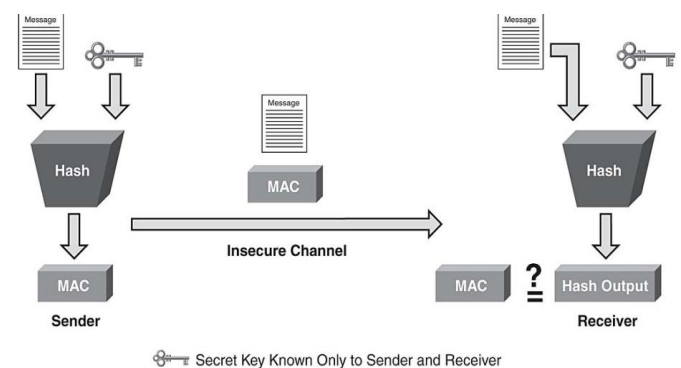 Message
Message
Message
Hash
Hash
MAC
Insecure Channel
MAC
MAC
?
=
Hash Output
Sender
Receiver
Secret Key Known Only to Sender and Receiver